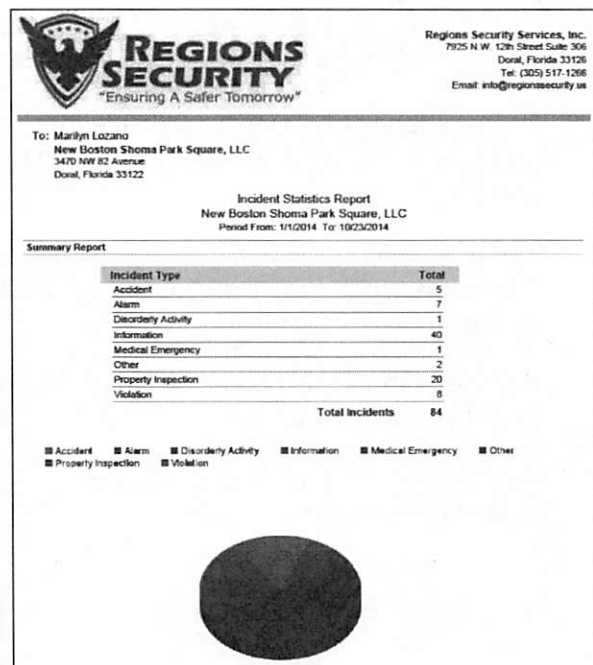 REGIONS
SECURITY
"Ensuring A Safer Tomorrow"
Regions Security Services, Inc.
7925 N.W. 12th Street Suite 306
Doral, Florida 33126
Tel: (305) 517-1266
Email: info@regionssecurity.us
To: Marilyn Lozano
New Boston Shoma Park Square, LLC
3470 NW 82 Avenue
Doral, Florida 33122
Incident Statistics Report
New Boston Shoma Park Square, LLC
Period From: 1/1/2014 To: 10/23/2014
Summary Report
Incident Type Total
Accident 5
Alarm 7
Disorderly Activity 1
Information 40
Medical Emergency 1
Other 2
Property Inspection 20
Violation 8
Total Incidents 84
Accident Alarm Disorderly Activity Information Medical Emergency Other
Property Inspection Violation